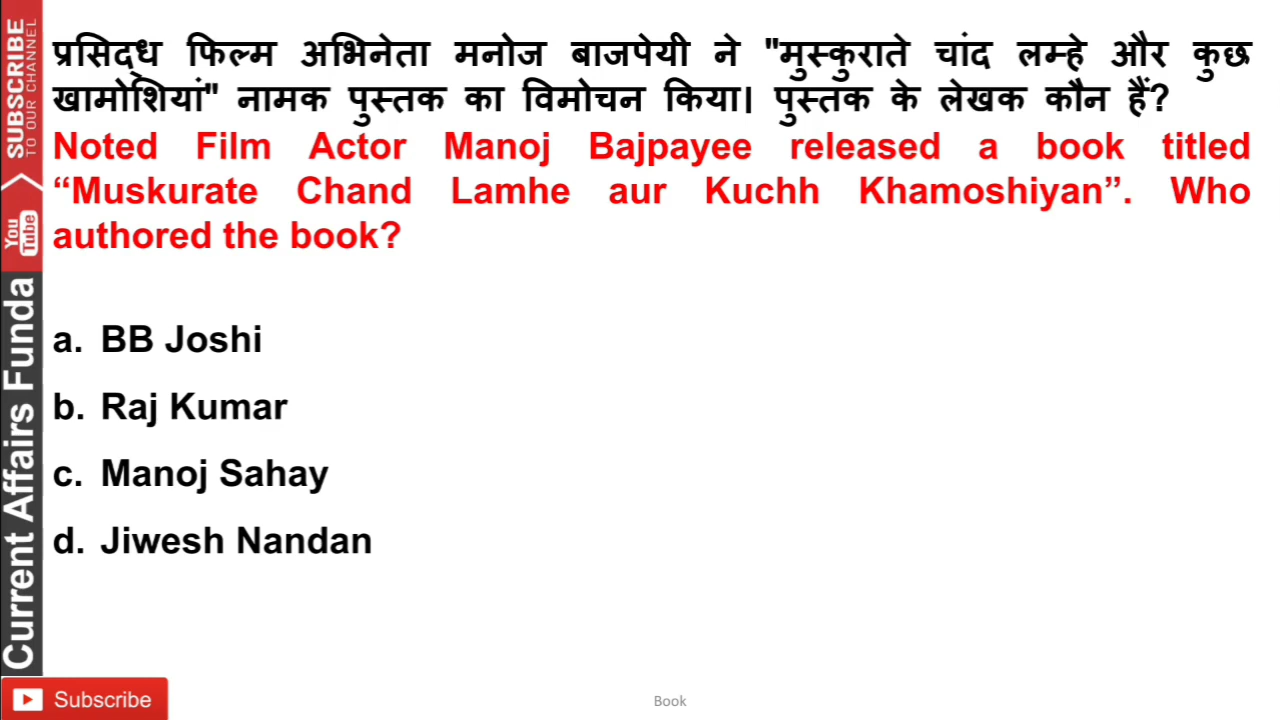 प्रसिद्ध फिल्म अभिनेता मनोज बाजपेयी ने "मुस्कुराते चांद लम्हे और कुछ
खामोशियां" नामक पुस्तक का विमोचन किया। पुस्तक के लेखक कौन हैं?
Noted Film Actor Manoj Bajpayee released a book titled
“Muskurate Chand Lamhe aur Kuchh Khamoshiyan”. Who
authored the book?
a. BB Joshi
b. Raj Kumar
c. Manoj Sahay
d. Jiwesh Nandan
SUBSCRIBE
TO OUR CHANNEL
You
Tube
Current Affairs Funda
Subscribe
Book